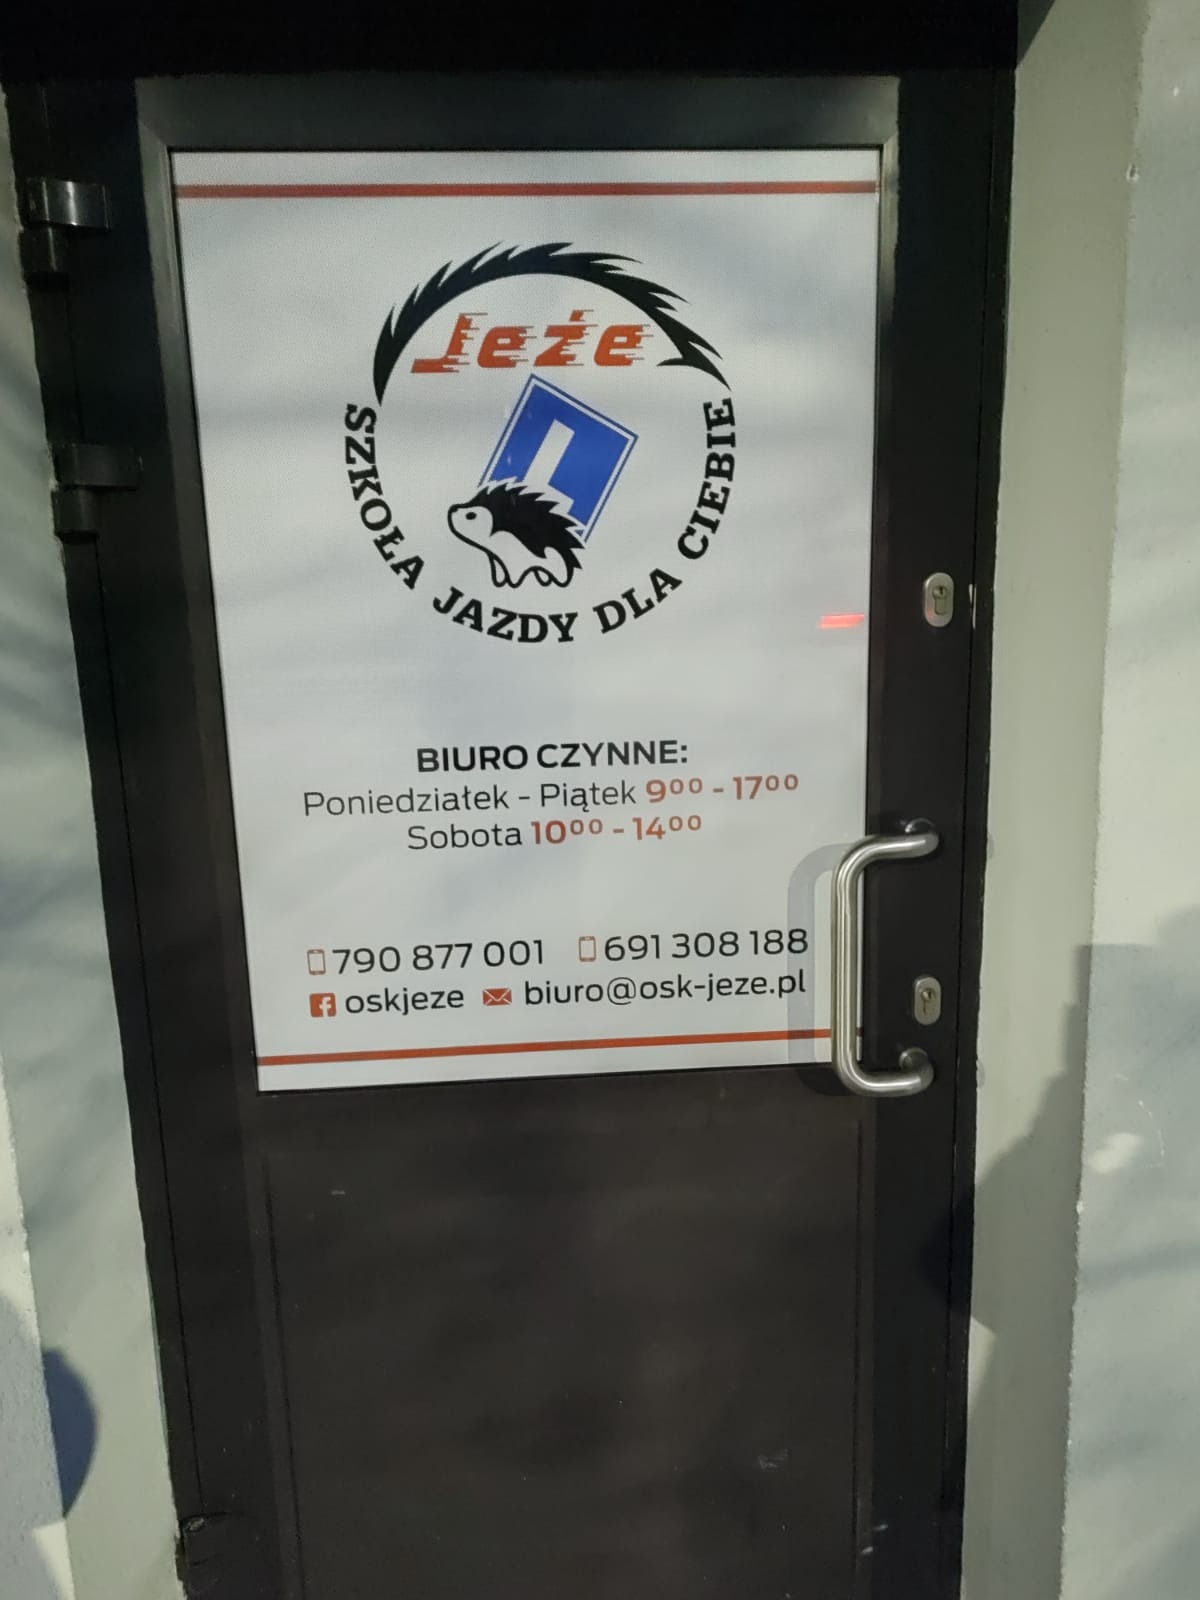 Jeże
L
SZKOŁA JAZDY DLA CIEBIE
BIURO CZYNNE:
Poniedziałek - Piątek 9⁰⁰ - 17⁰⁰
Sobota 10⁰⁰ - 14⁰⁰
790 877 001 691 308 188
oskjeze biuro@osk-jeze.pl